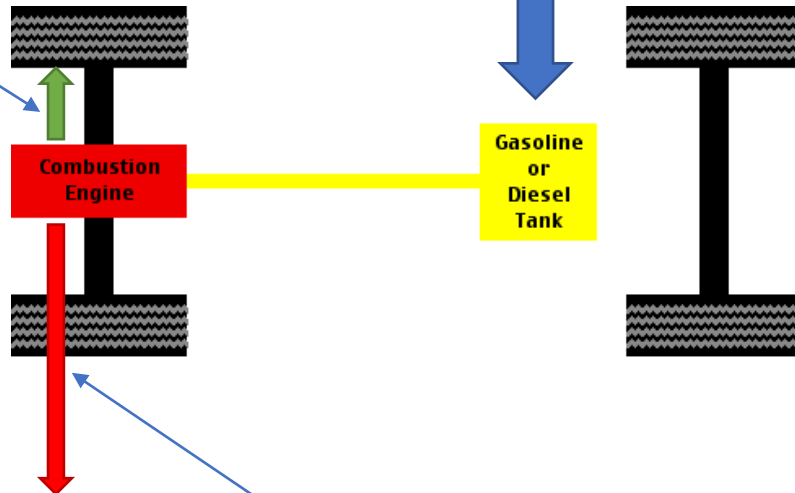 Combustion
Engine
Gasoline
or
Diesel
Tank